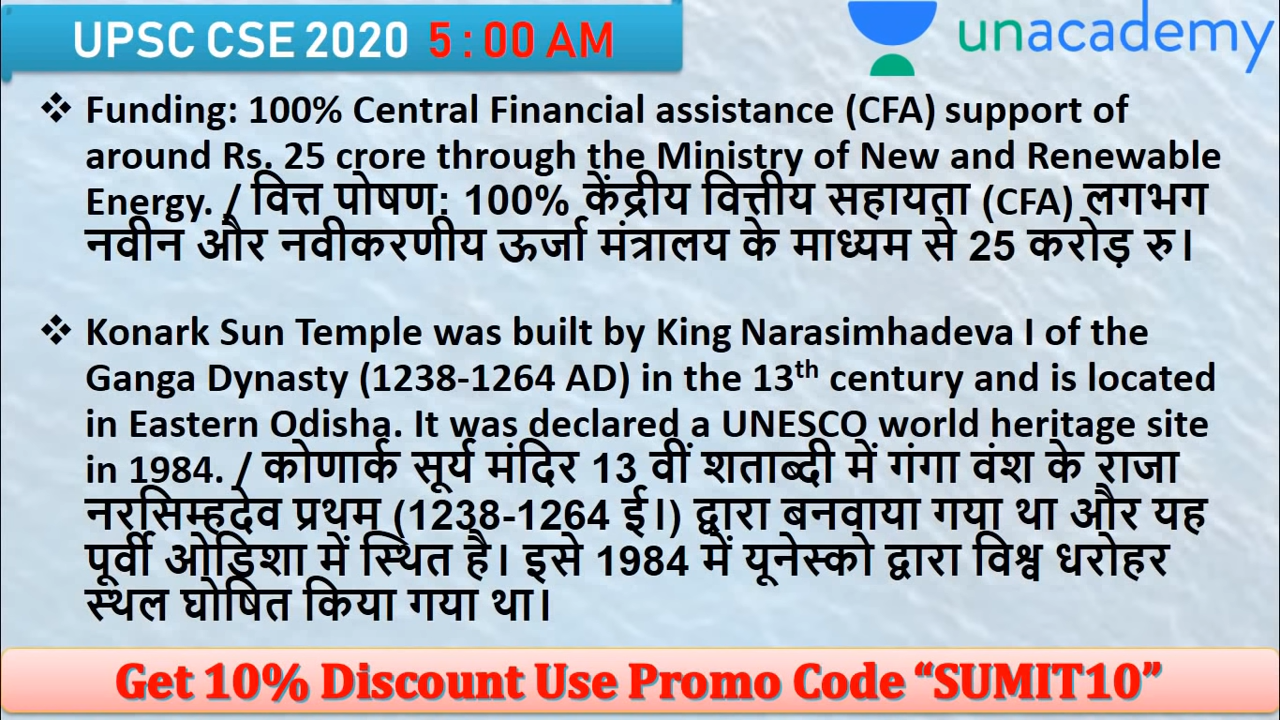 UPSC CSE 2020 5 : 00 AM
unacademy
❖ Funding: 100% Central Financial assistance (CFA) support of
around Rs. 25 crore through the Ministry of New and Renewable
Energy. / वित्त पोषण: 100% केंद्रीय वित्तीय सहायता (CFA) लगभग
नवीन और नवीकरणीय ऊर्जा मंत्रालय के माध्यम से 25 करोड़ रु।
❖ Konark Sun Temple was built by King Narasimhadeva I of the
Ganga Dynasty (1238-1264 AD) in the 13th century and is located
in Eastern Odisha. It was declared a UNESCO world heritage site
in 1984. / कोणार्क सूर्य मंदिर 13 वीं शताब्दी में गंगा वंश के राजा
नरसिम्हदेव प्रथम (1238-1264 ई।) द्वारा बनवाया गया था और यह
पूर्वी ओडिशा में स्थित है। इसे 1984 में यूनेस्को द्वारा विश्व धरोहर
स्थल घोषित किया गया था।
Get 10% Discount Use Promo Code “SUMIT10”